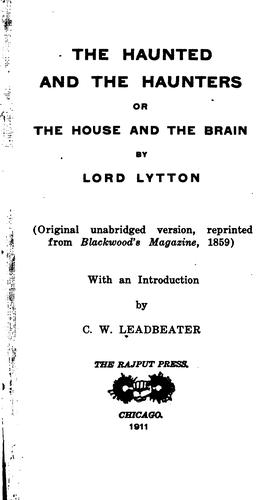 THE HAUNTED
AND THE HAUNTERS
OR
THE HOUSE AND THE BRAIN
BY
LORD LYTTON
(Original unabridged version, reprinted
from Blackwood's Magazine, 1859)
With an Introduction
by
C. W. LEADBEATER
THE RAJPUT PRESS,
CHICAGO.
1911